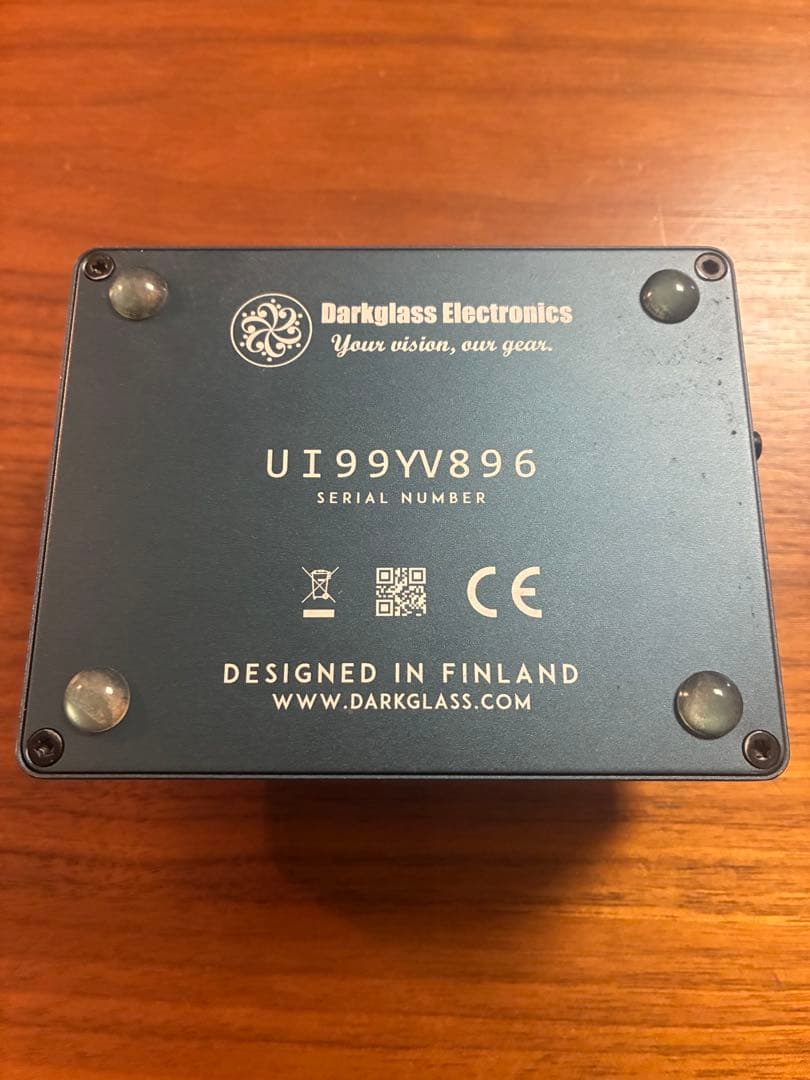 Darkglass Electronics
Your vision, our gear.
UI99YV896
SERIAL NUMBER
CE
DESIGNED IN FINLAND
WWW.DARKGLASS.COM